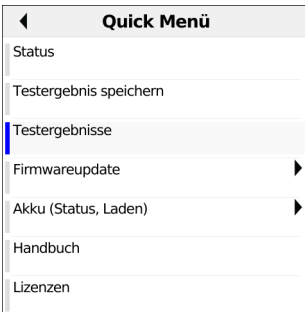 Quick Menü
Status
Testergebnis speichern
Testergebnisse
Firmwareupdate
Akku (Status, Laden)
Handbuch
Lizenzen